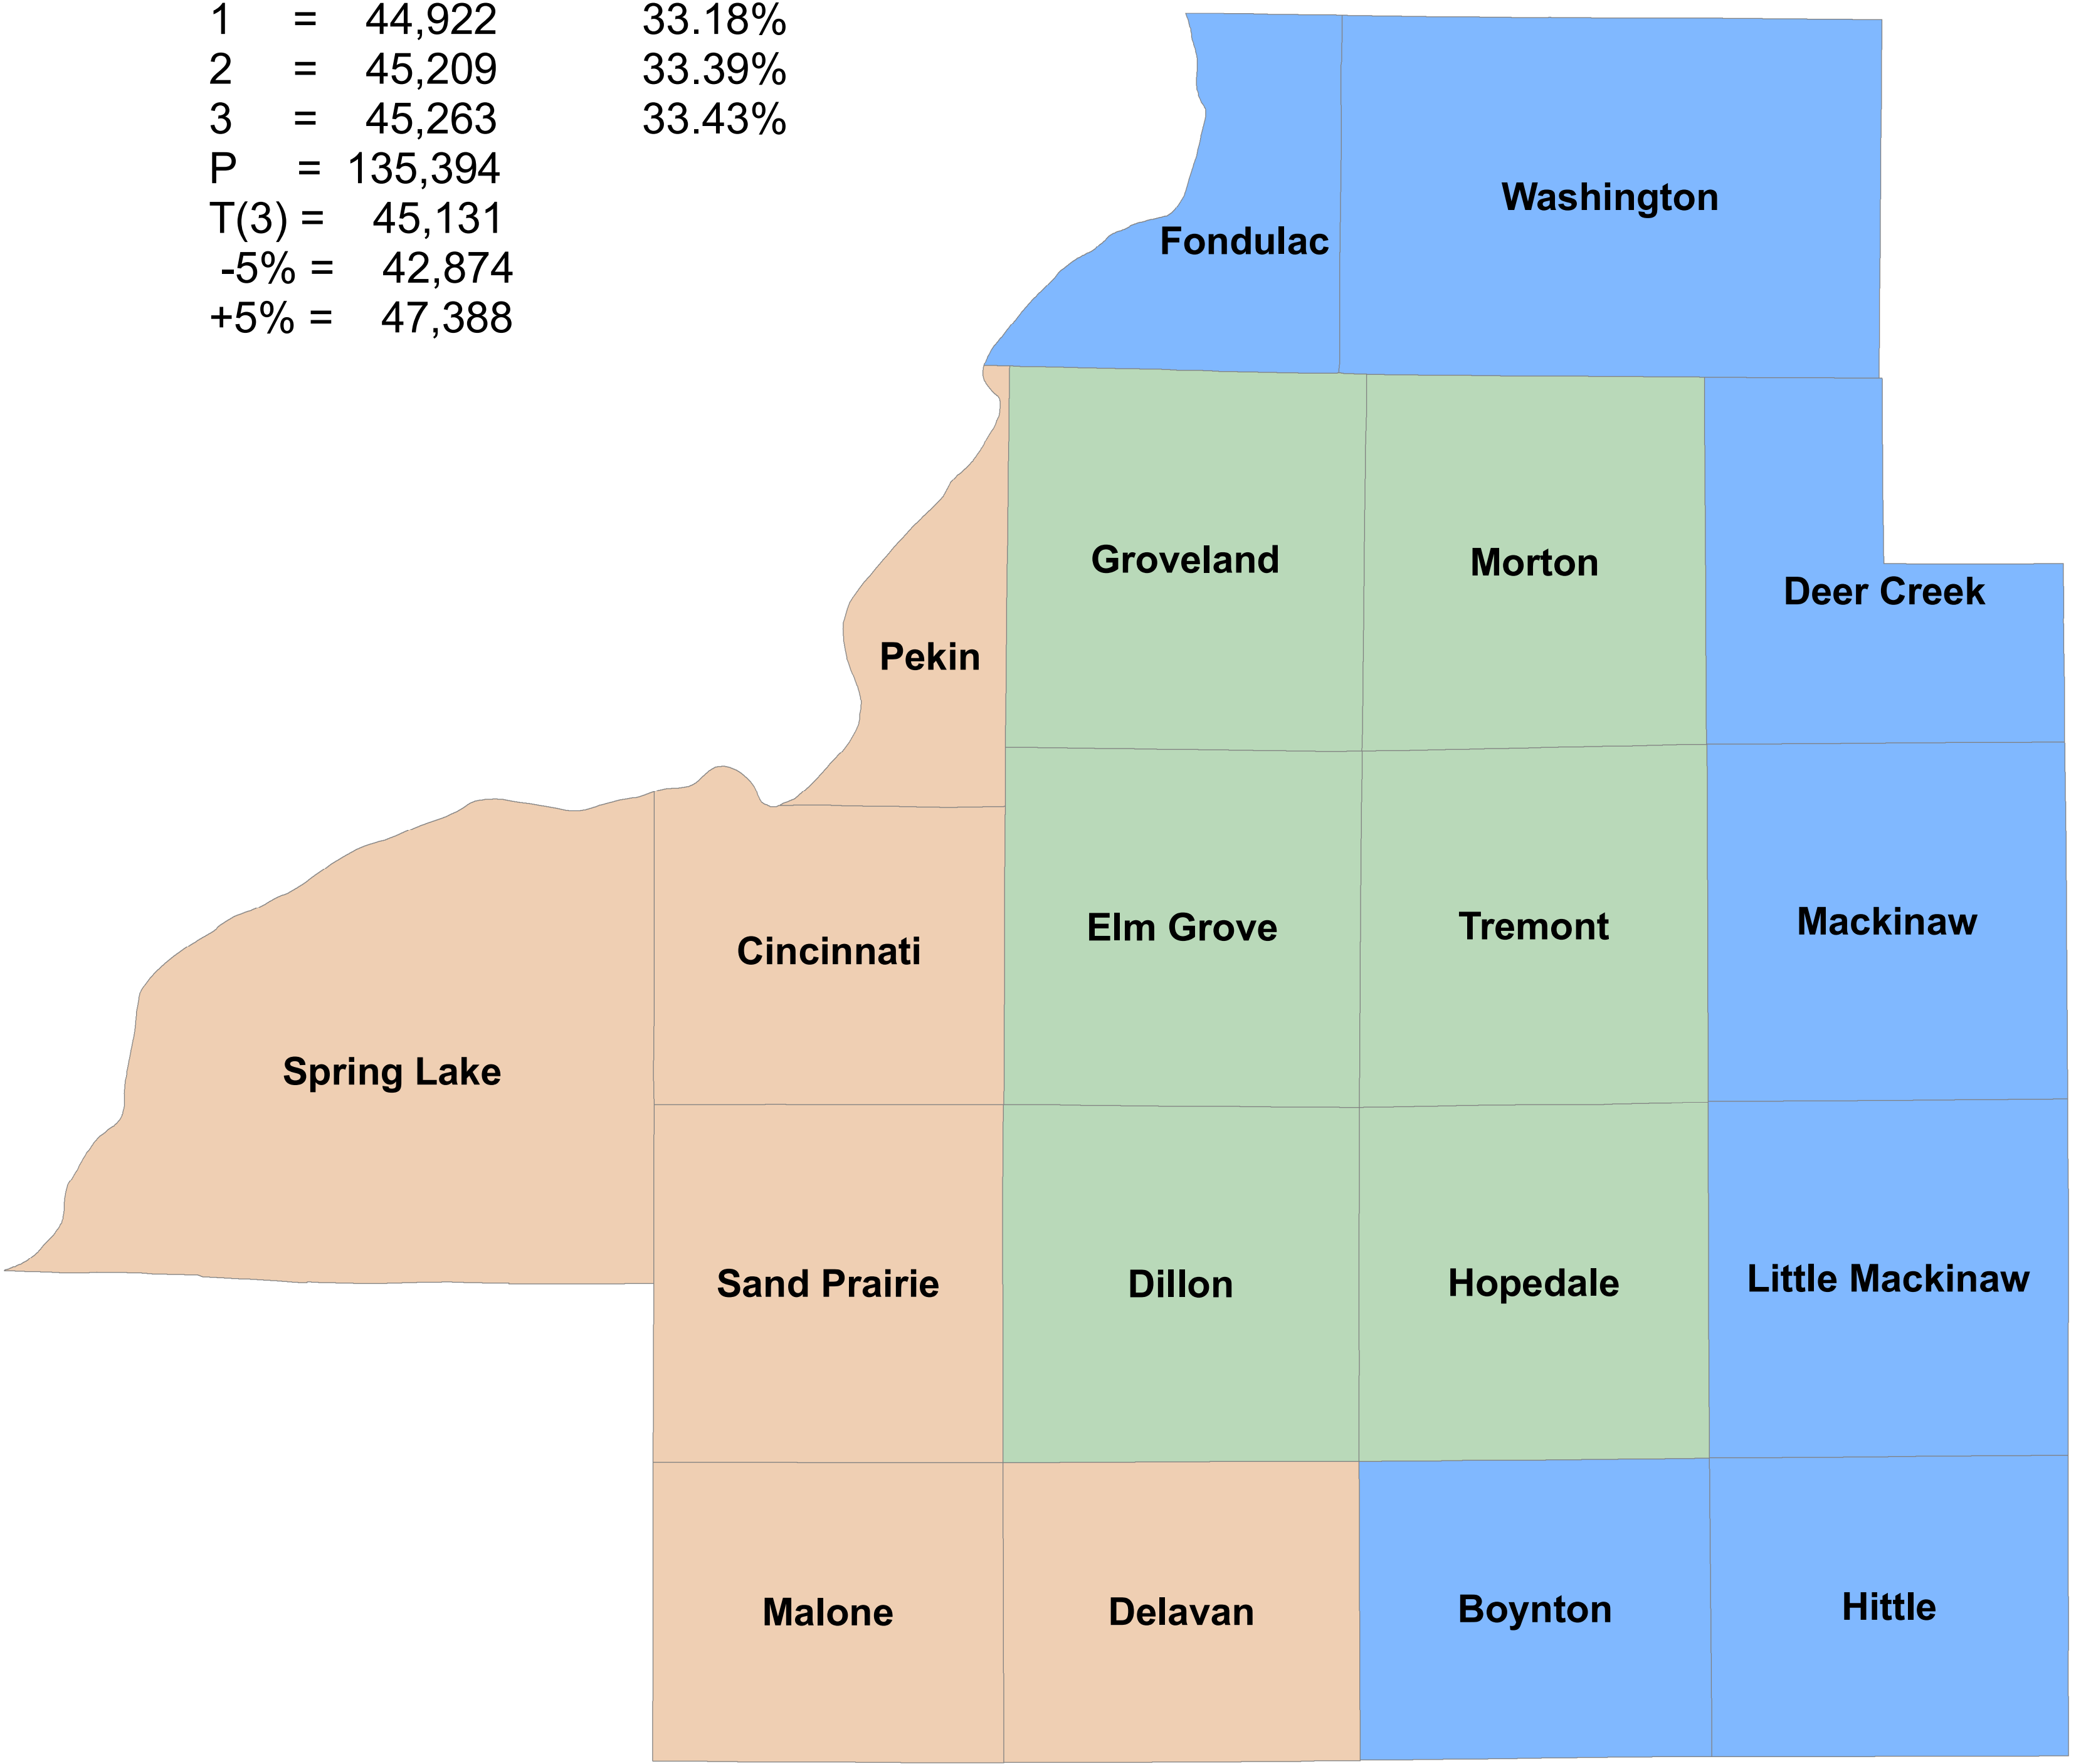 1 = 44,922 33.18%
2 = 45,209 33.39%
3 = 45,263 33.43%
P = 135,394
T(3) = 45,131
-5% = 42,874
+5% = 47,388
Washington
Fondulac
Groveland
Morton
Deer Creek
Pekin
Cincinnati
Elm Grove
Tremont
Mackinaw
Spring Lake
Sand Prairie
Dillon
Hopedale
Little Mackinaw
Malone
Delavan
Boynton
Hittle